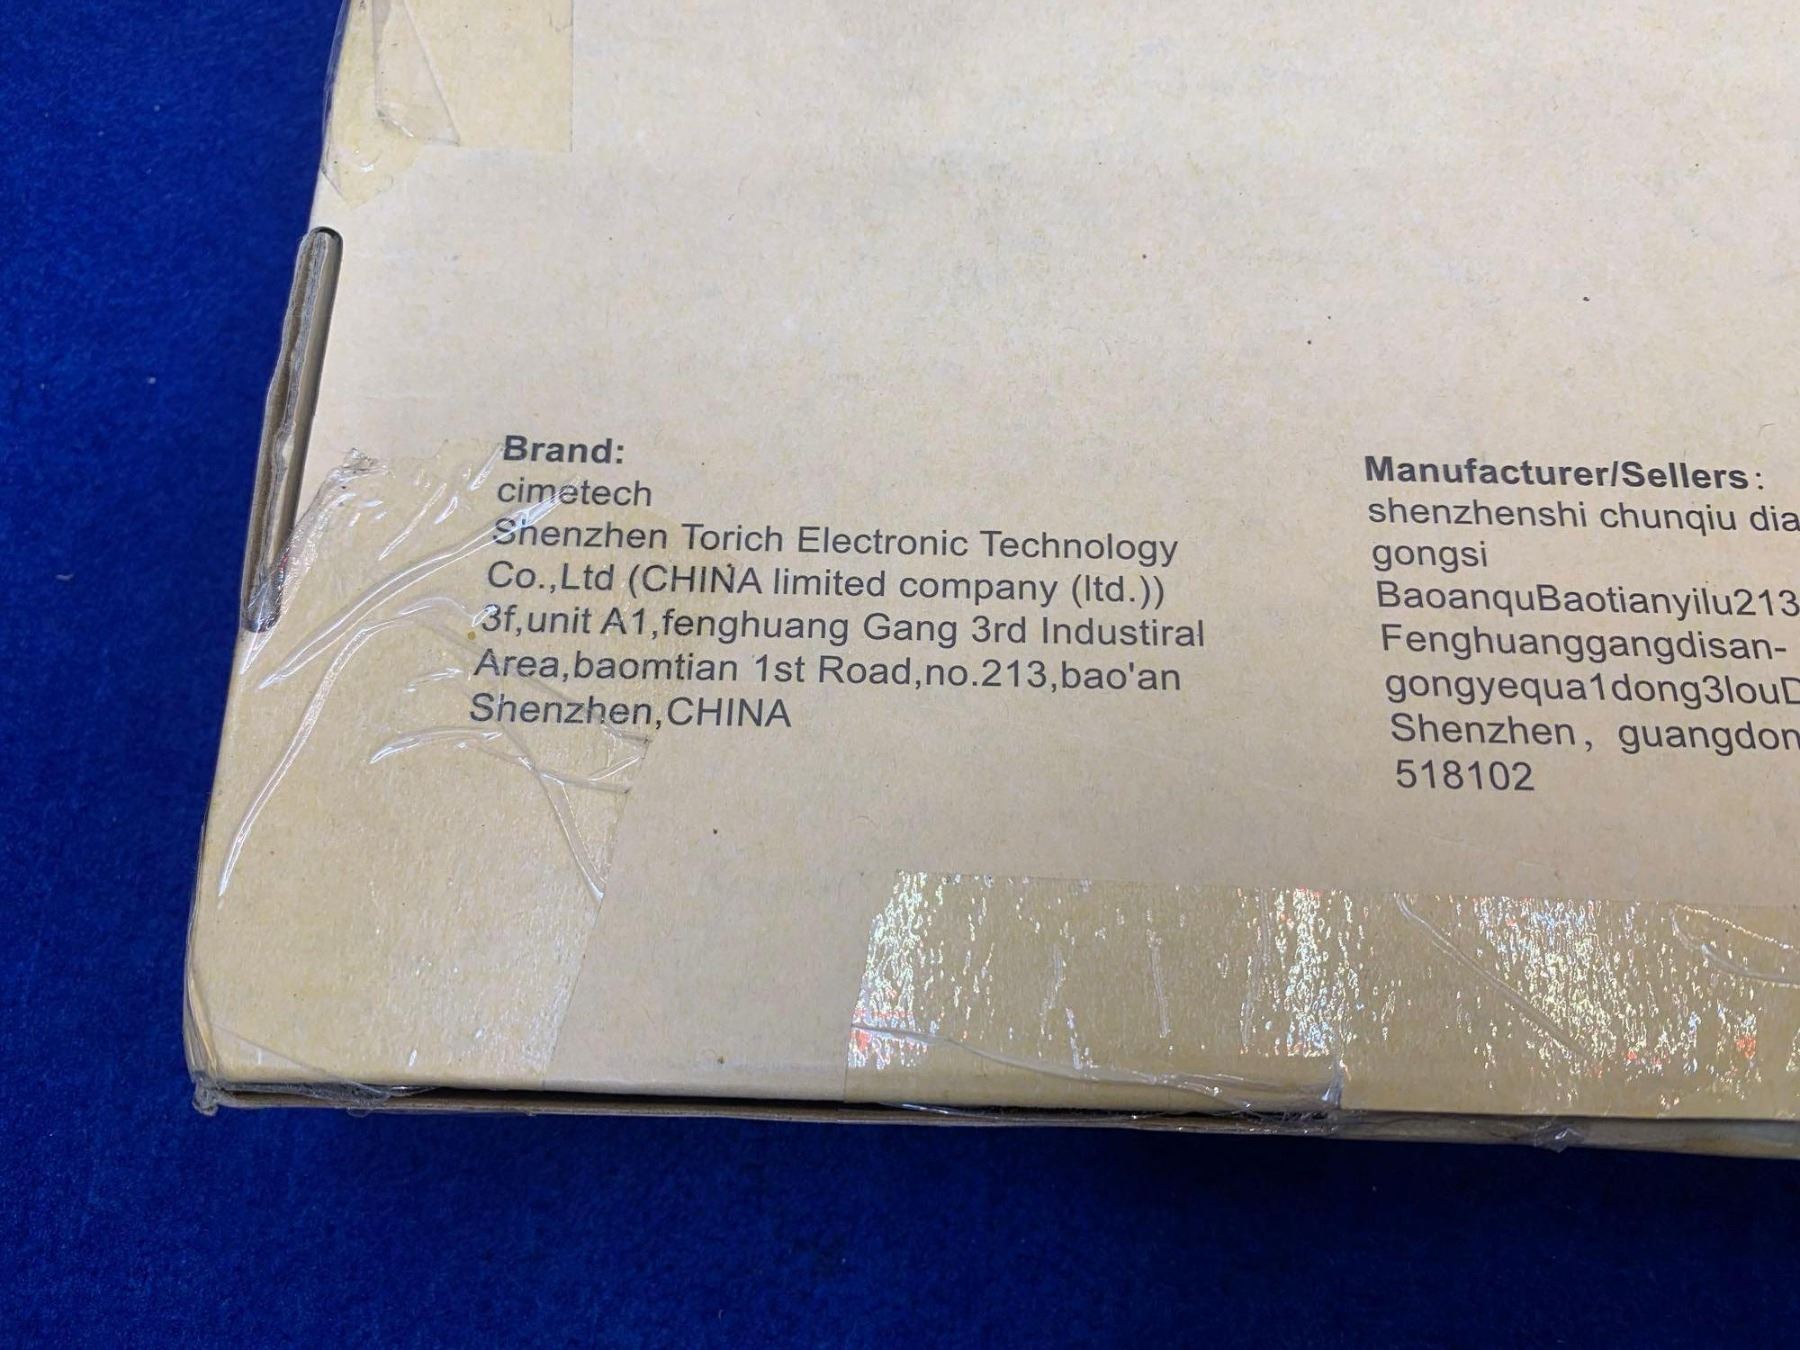 Brand:
cimetech
Shenzhen Torich Electronic Technology
Co.,Ltd (CHINA limited company (ltd.))
3f,unit A1,fenghuang Gang 3rd Industiral
Area,baomtian 1st Road,no.213,bao'an
Shenzhen,CHINA
Manufacturer/Sellers:
shenzhenshi chunqiu dia
gongsi
BaoanquBaotianyilu213
Fenghuanggangdisan-
gongyequa1dong3louD
Shenzhen, guangdon
518102